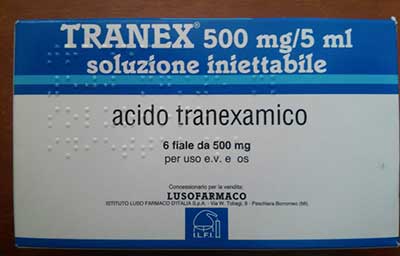 TRANEX® 500 mg/5 ml
soluzione iniettabile
acido tranexamico
6 fiale da 500 mg
per uso e.v. e os
Concessionario per la vendita:
LUSOFARMACO
ISTITUTO LUSO FARMACO D'ITALIA S.p.A. - Via W. Tobagi, 8 - Peschiera Borromeo (MI).
I.L.F.I.